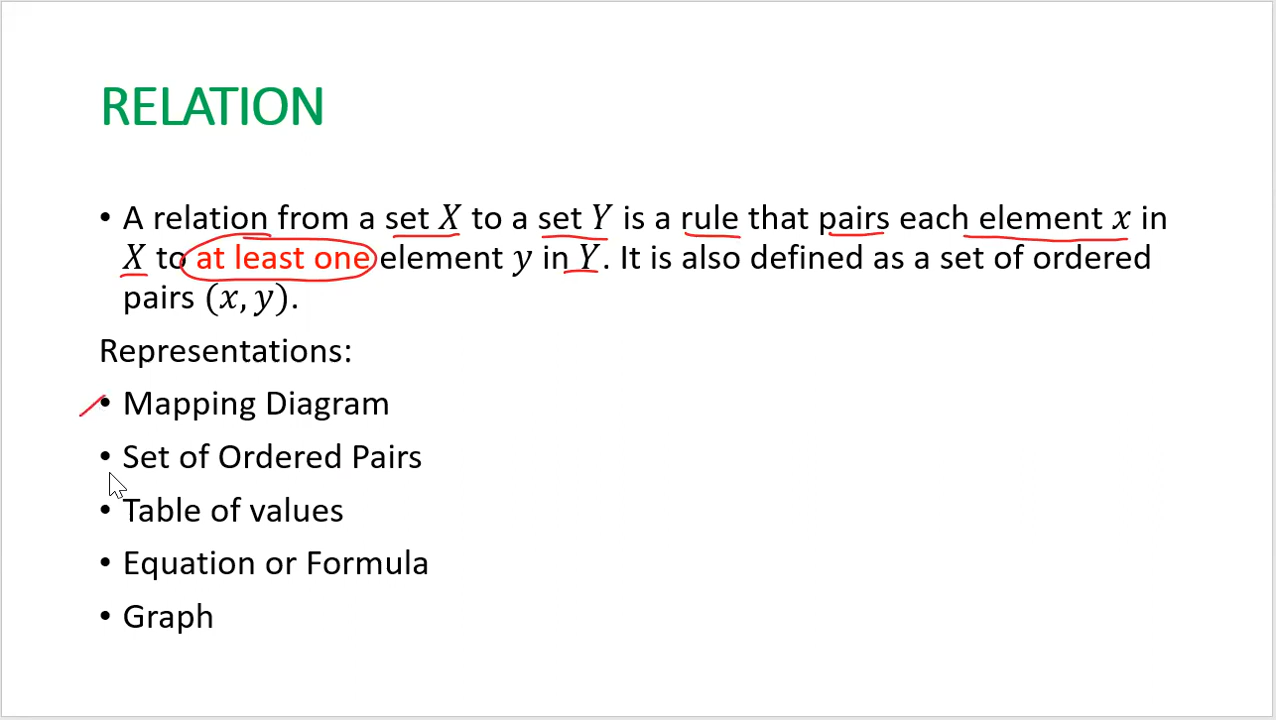 RELATION
• A relation from a set X to a set Y is a rule that pairs each element x in
X to at least one element y in Y. It is also defined as a set of ordered
pairs (x, y).
Representations:
• Mapping Diagram
• Set of Ordered Pairs
• Table of values
• Equation or Formula
• Graph